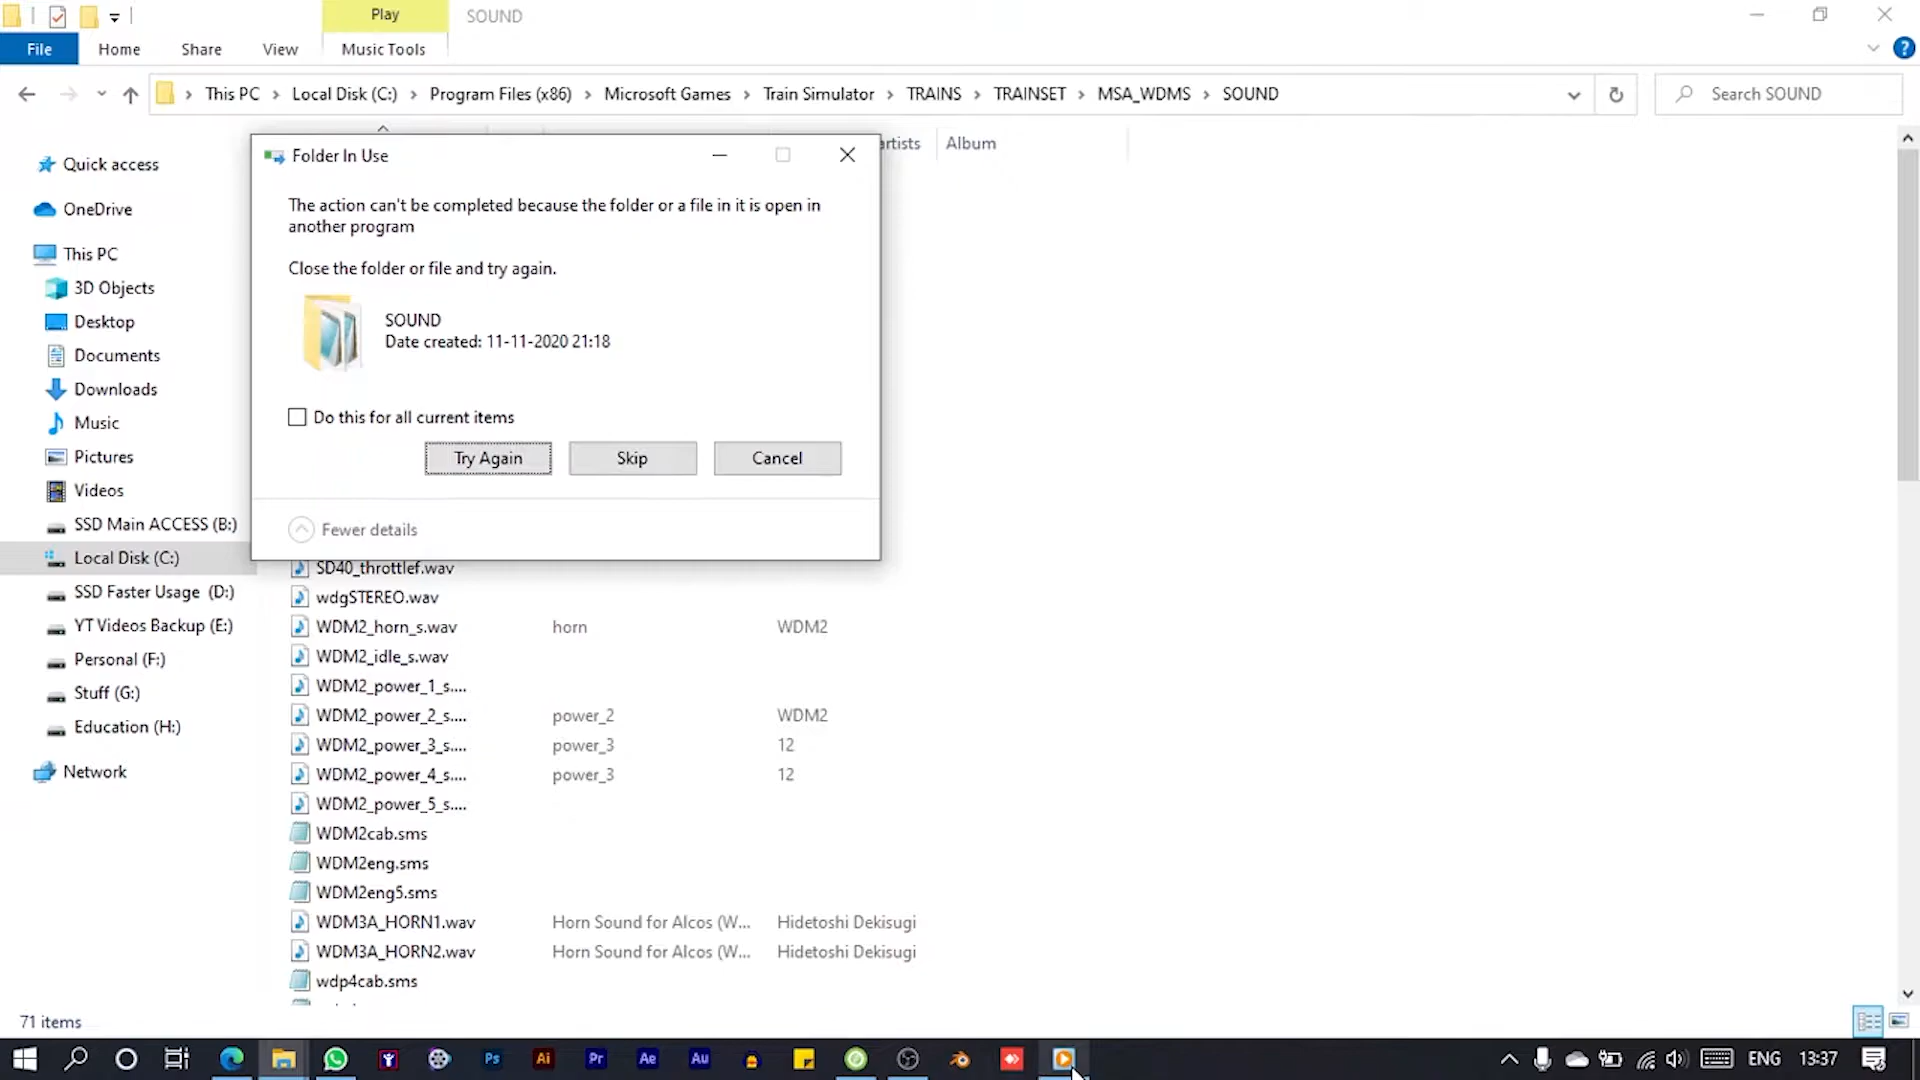 Play
SOUND
File
Home
Share
View
Music Tools
?
This PC
Local Disk (C:)
Program Files (x86)
Microsoft Games
Train Simulator
TRAINS
TRAINSET
MSA_WDMS
SOUND
Search SOUND
artists
Album
Quick access
OneDrive
This PC
3D Objects
Desktop
Documents
Downloads
Music
Pictures
Videos
SSD Main ACCESS (B:)
Local Disk (C:)
SSD Faster Usage (D:)
YT Videos Backup (E:)
Personal (F:)
Stuff (G:)
Education (H:)
Network
Folder In Use
The action can't be completed because the folder or a file in it is open in
another program
Close the folder or file and try again.
SOUND
Date created: 11-11-2020 21:18
Do this for all current items
Try Again
Skip
Cancel
Fewer details
SD40_throttlef.wav
wdgSTEREO.wav
WDM2_horn_s.wav horn WDM2
WDM2_idle_s.wav
WDM2_power_1_s....
WDM2_power_2_s.... power_2 WDM2
WDM2_power_3_s.... power_3 12
WDM2_power_4_s.... power_3 12
WDM2_power_5_s....
WDM2cab.sms
WDM2eng.sms
WDM2eng5.sms
WDM3A_HORN1.wav Horn Sound for Alcos (W... Hidetoshi Dekisugi
WDM3A_HORN2.wav Horn Sound for Alcos (W... Hidetoshi Dekisugi
wdp4cab.sms
71 items
Ps
Ai
Pr
Ae
Au
ENG
13:37